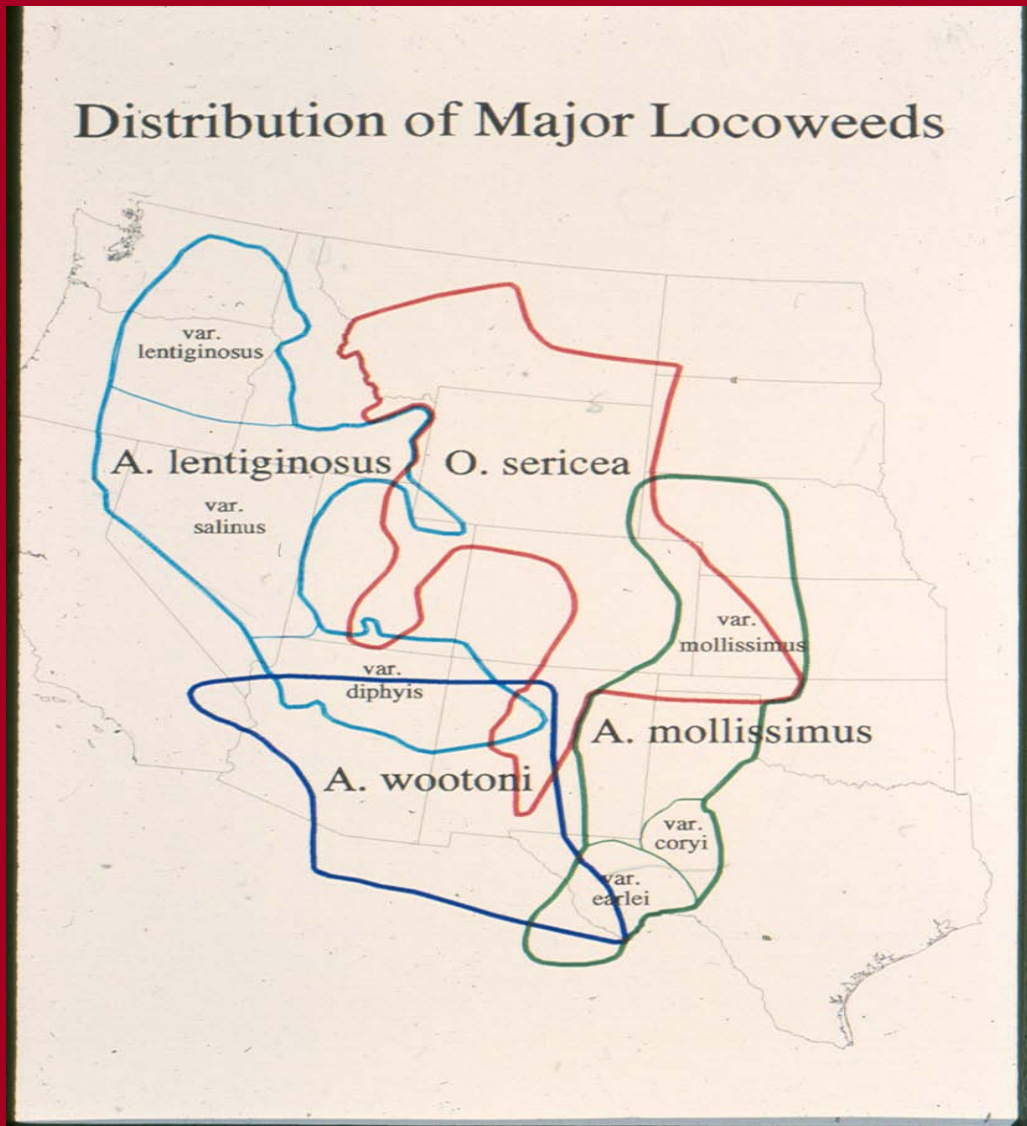 Distribution of Major Locoweeds
var.
lentiginosus
A. lentiginosus
O. sericea
var.
salinus
var.
mollissimus
var.
diphyis
A. mollissimus
A. wootoni
var.
coryi
var.
earlei